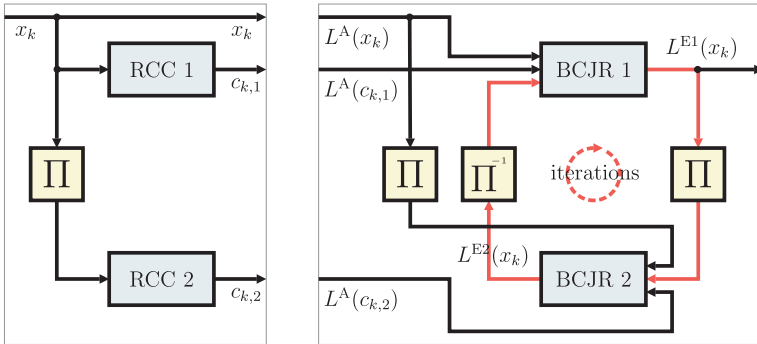 x_k
x_k
RCC 1
c_{k,1}
Π
RCC 2
c_{k,2}
L^A(x_k)
L^A(c_{k,1})
BCJR 1
L^{E1}(x_k)
Π
Π^{-1}
iterations
Π
L^{E2}(x_k)
BCJR 2
L^A(c_{k,2})